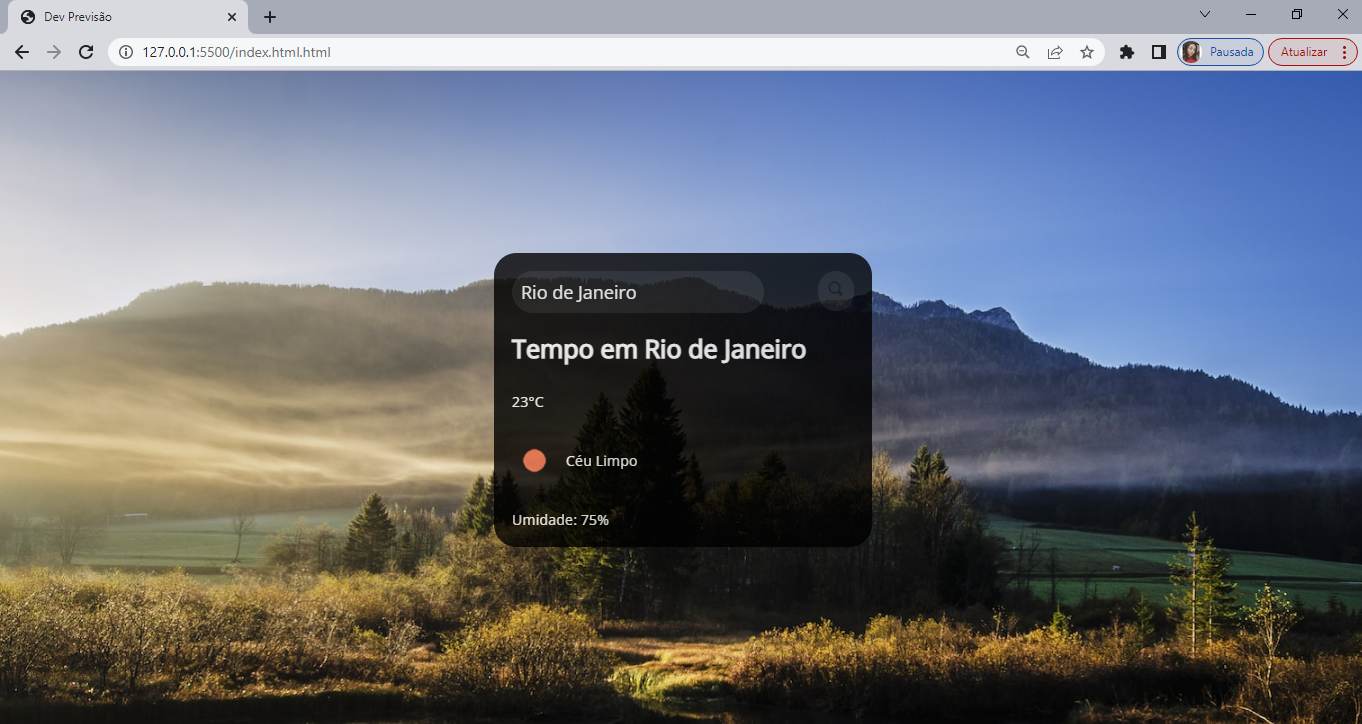 Dev Previsão
127.0.0.1:5500/index.html.html
Pausada
Atualizar
Rio de Janeiro
Tempo em Rio de Janeiro
23°C
Céu Limpo
Umidade: 75%